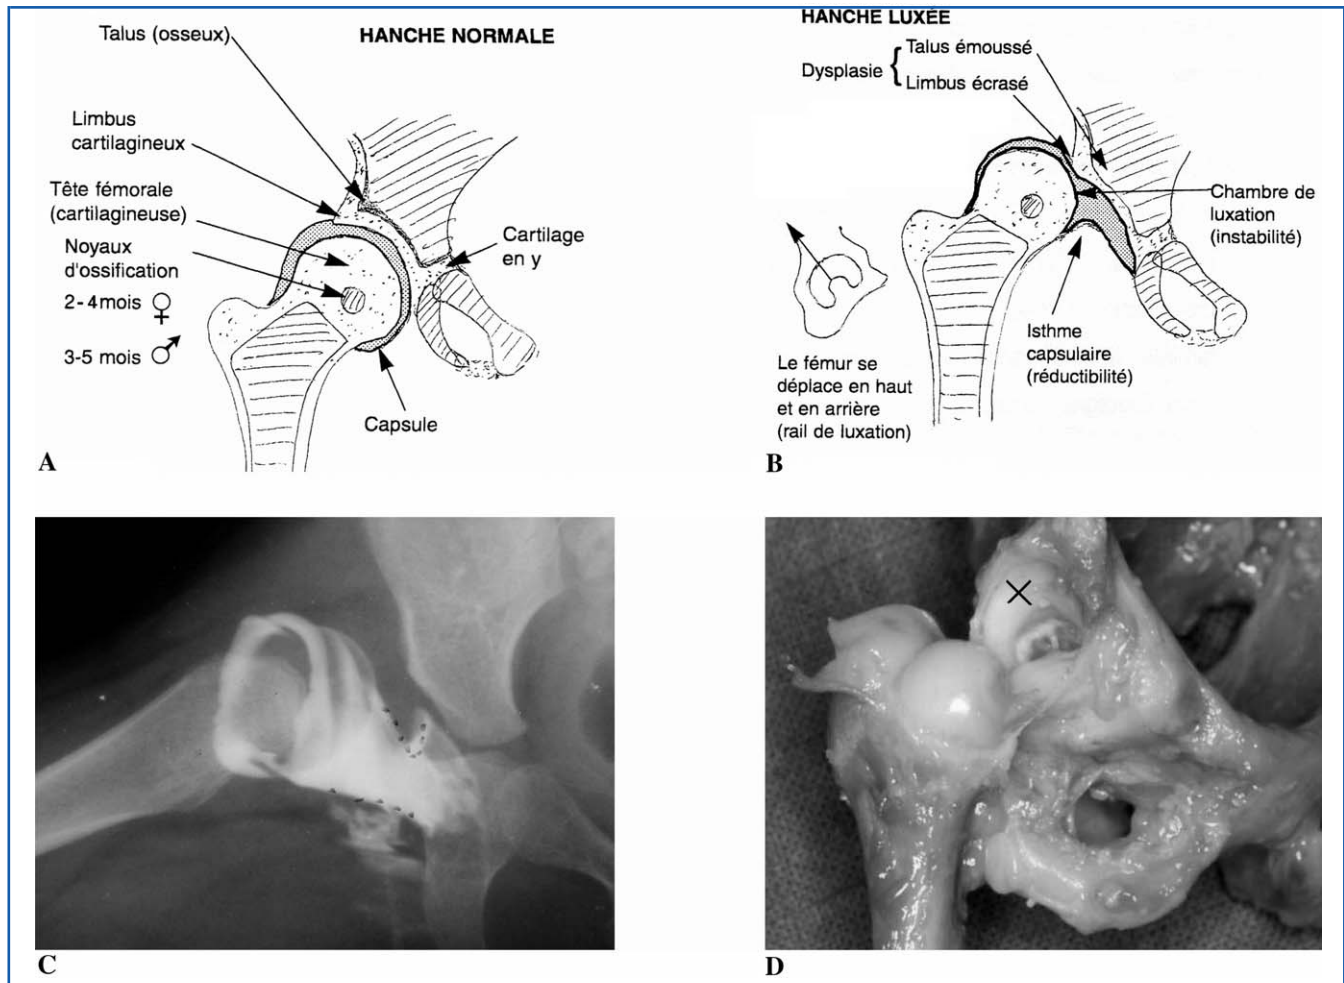 HANCHE NORMALE
Talus (osseux)
Limbus
cartilagineux
Tête fémorale
(cartilagineuse)
Noyaux
d'ossification
2-4mois ♀
3-5 mois ♂
Cartilage
en y
Capsule
A
HANCHE LUXÉE
Dysplasie {
Talus émoussé
Limbus écrasé
Chambre de
luxation
(instabilité)
Isthme
capsulaire
(réductibilité)
Le fémur se
déplace en haut
et en arrière
(rail de luxation)
B
C
D